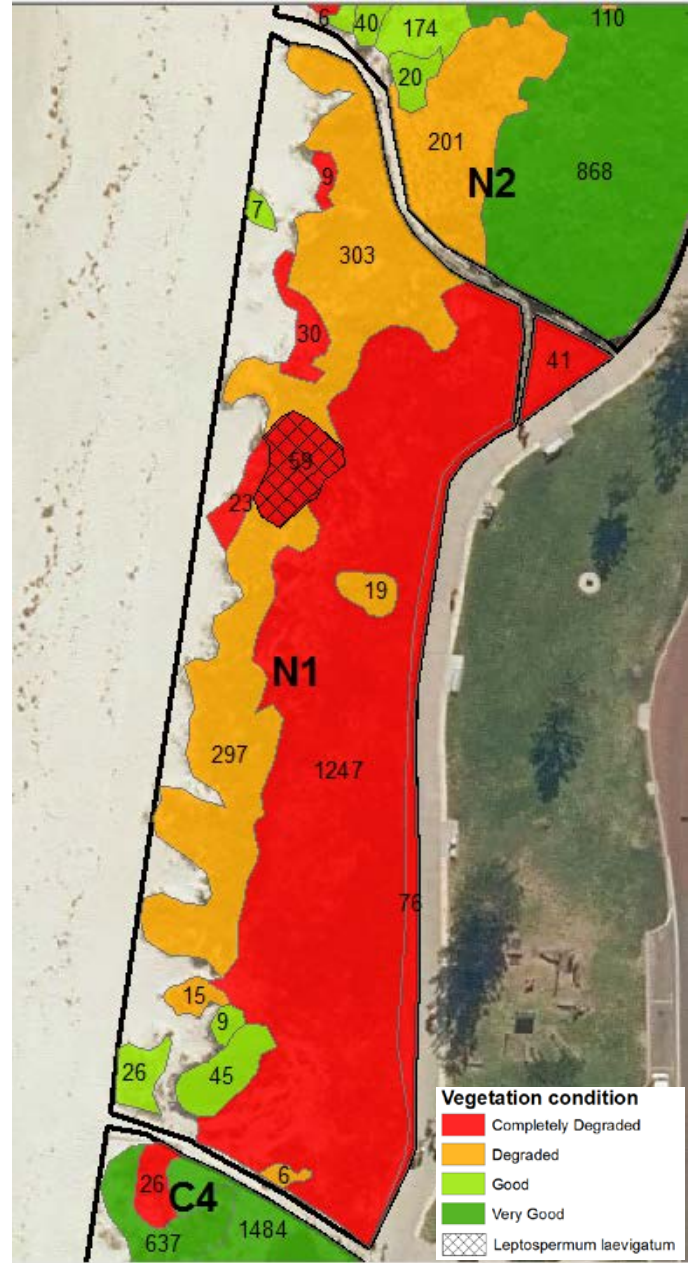 6
40
174
110
20
201
N2
868
9
7
303
30
41
59
23
19
N1
297
1247
76
15
9
26
45
6
26
C4
637
1484
Vegetation condition
Completely Degraded
Degraded
Good
Very Good
Leptospermum laevigatum